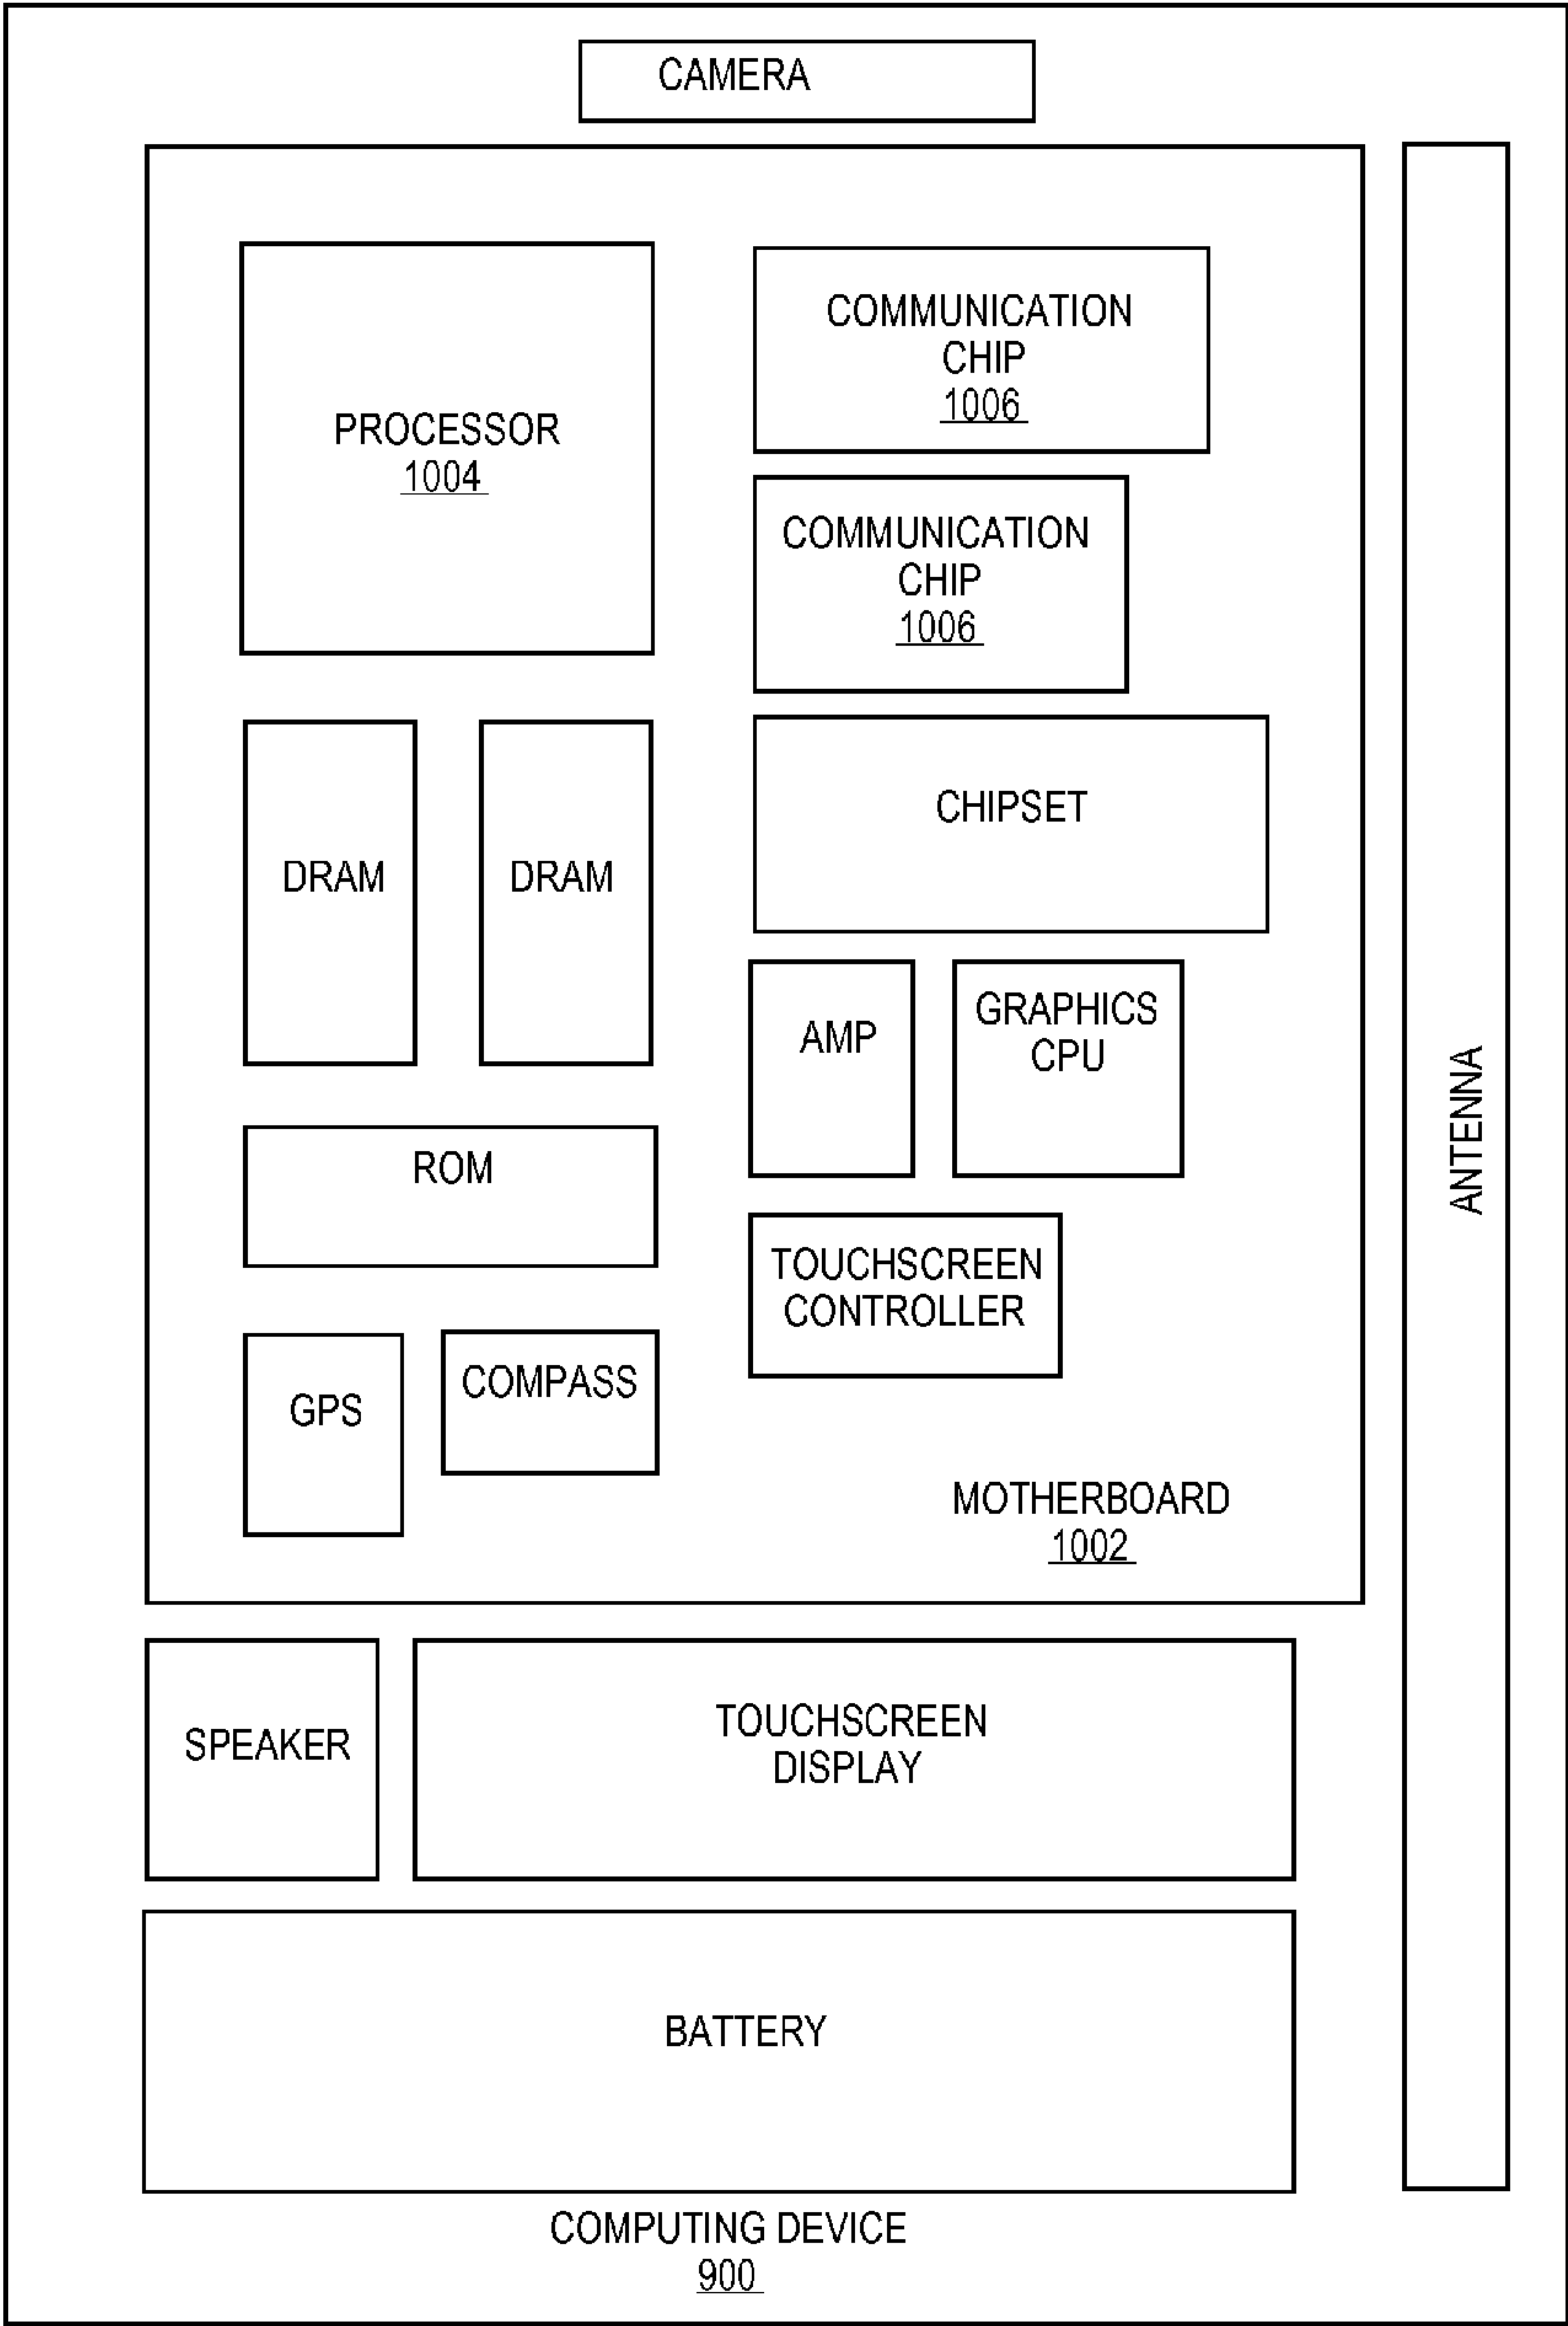 CAMERA
PROCESSOR
1004
COMMUNICATION
CHIP
1006
COMMUNICATION
CHIP
1006
DRAM
DRAM
CHIPSET
AMP
GRAPHICS
CPU
ROM
TOUCHSCREEN
CONTROLLER
GPS
COMPASS
MOTHERBOARD
1002
ANTENNA
SPEAKER
TOUCHSCREEN
DISPLAY
BATTERY
COMPUTING DEVICE
900